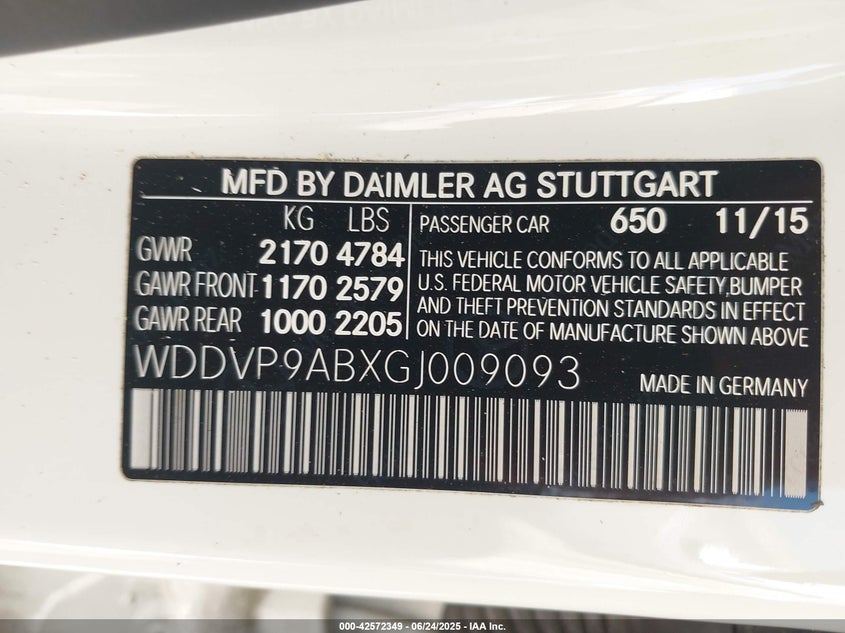 MFD BY DAIMLER AG STUTTGART
KG LBS
GVWR 2170 4784
GAWR FRONT 1170 2579
GAWR REAR 1000 2205
PASSENGER CAR 650 11/15
THIS VEHICLE CONFORMS TO ALL APPLICABLE
U.S. FEDERAL MOTOR VEHICLE SAFETY,BUMPER
AND THEFT PREVENTION STANDARDS IN EFFECT
ON THE DATE OF MANUFACTURE SHOWN ABOVE
WDDVP9ABXGJ009093 MADE IN GERMANY
000-42572349 - 06/24/2025 - IAA Inc.